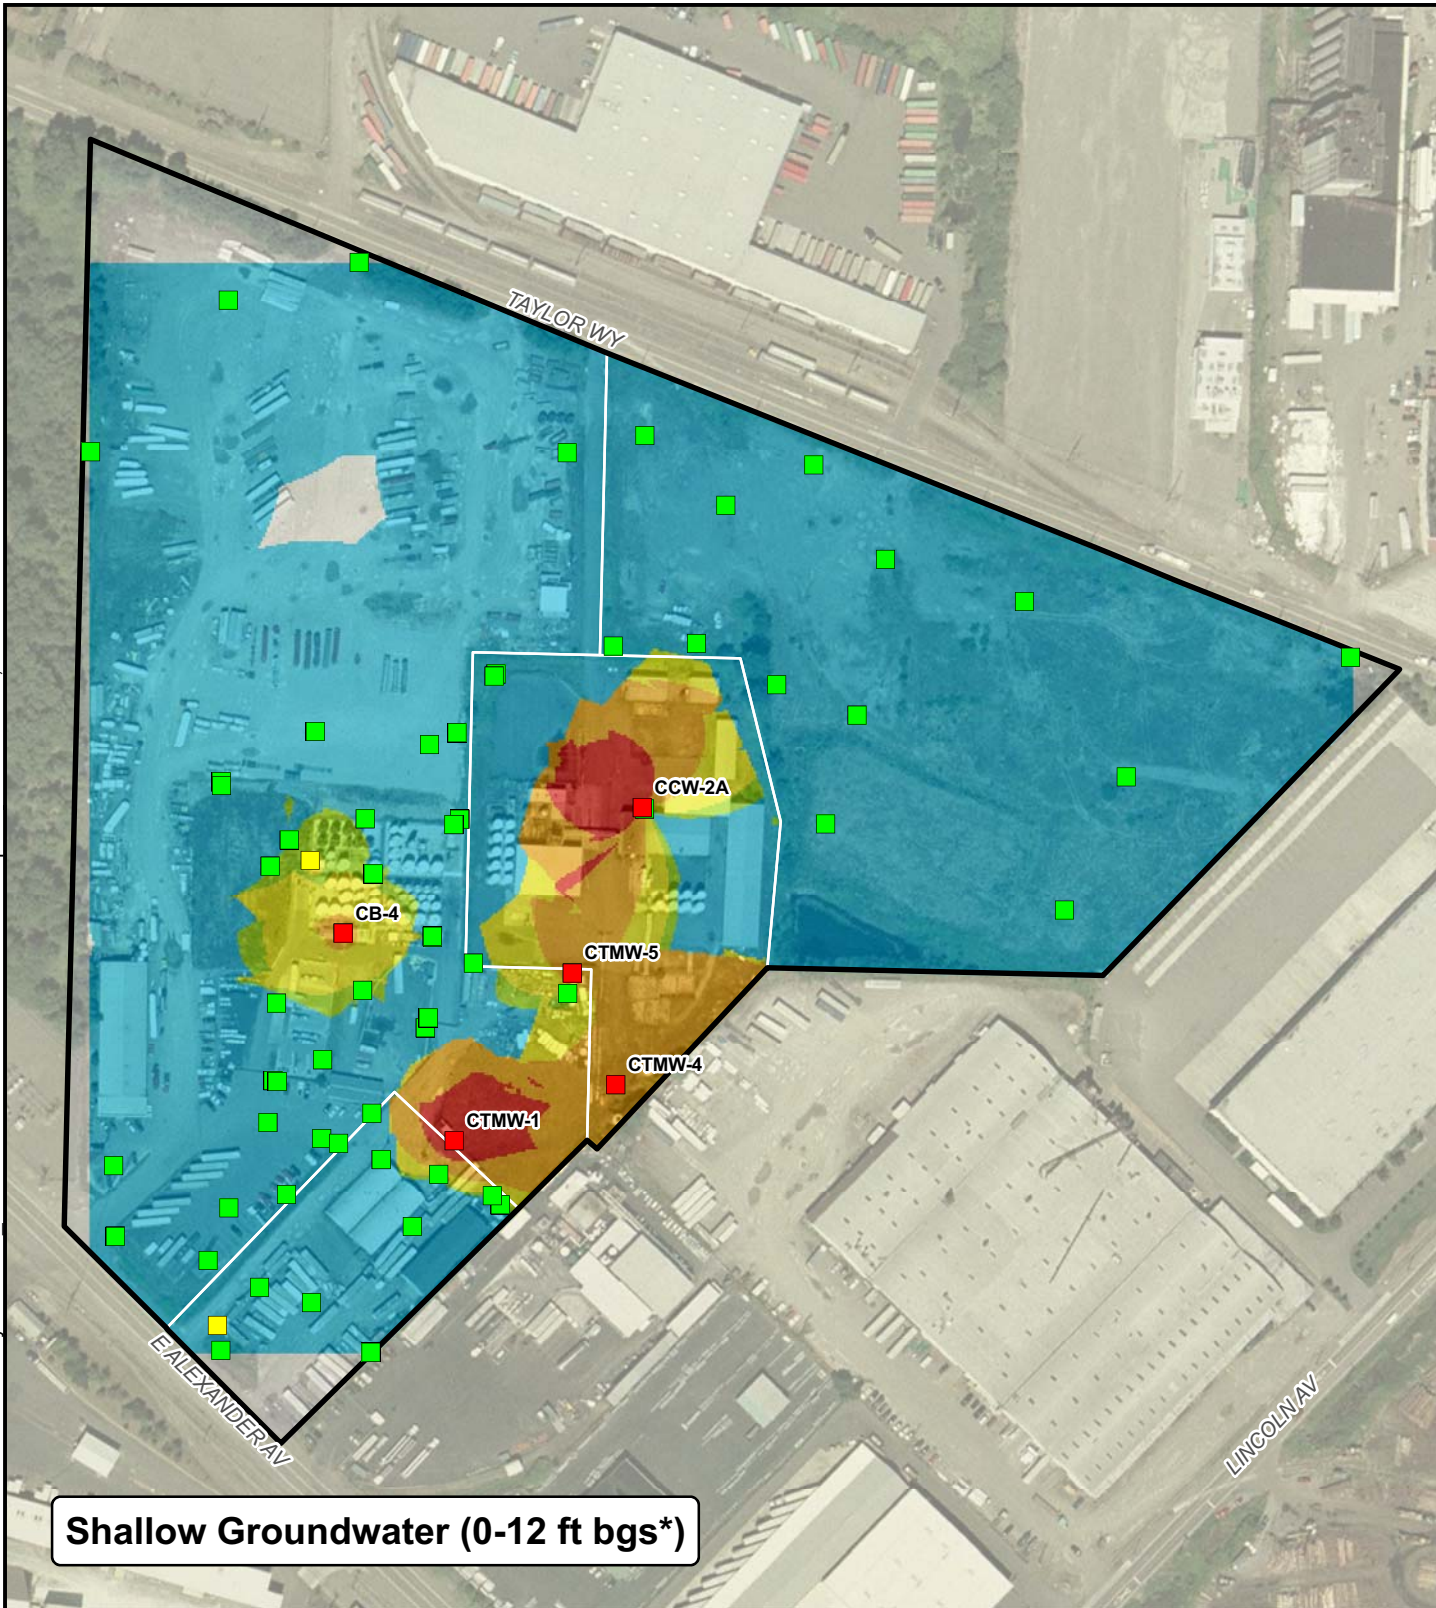 TAYLOR WY
CCW-2A
CB-4
CTMW-5
CTMW-4
CTMW-1
E ALEXANDER AV
LINCOLN AV
Shallow Groundwater (0-12 ft bgs*)